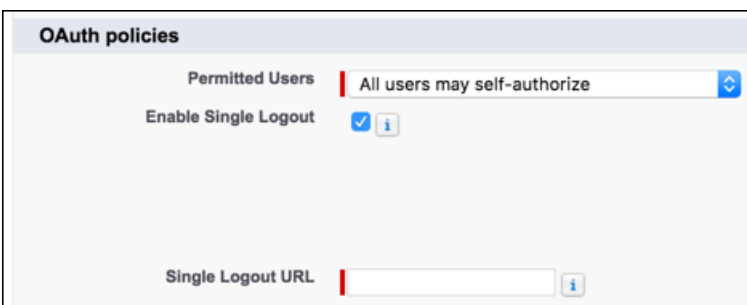 OAuth policies
Permitted Users All users may self-authorize
Enable Single Logout i
Single Logout URL i